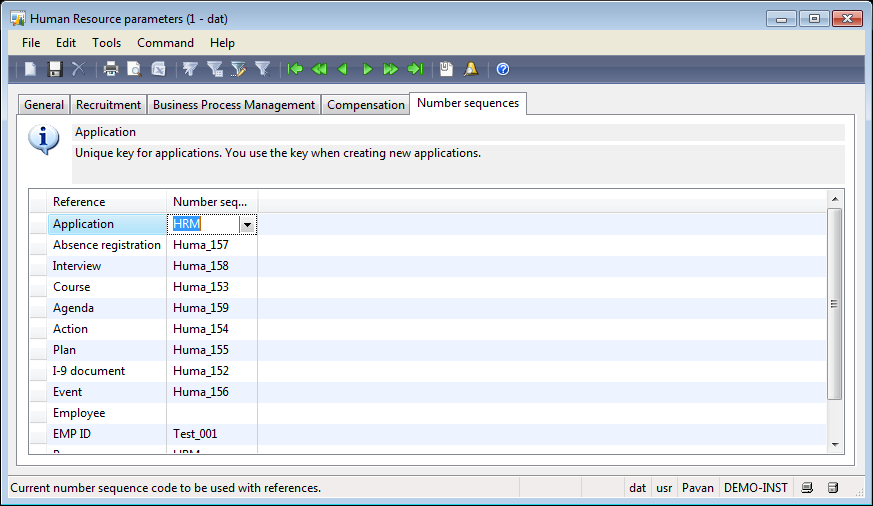 Human Resource parameters (1 - dat)
File Edit Tools Command Help
General Recruitment Business Process Management Compensation Number sequences
Application
Unique key for applications. You use the key when creating new applications.
Reference Number seq...
Application HRM
Absence registration Huma_157
Interview Huma_158
Course Huma_153
Agenda Huma_159
Action Huma_154
Plan Huma_155
I-9 document Huma_152
Event Huma_156
Employee
EMP ID Test_001
Current number sequence code to be used with references. dat usr Pavan DEMO-INST